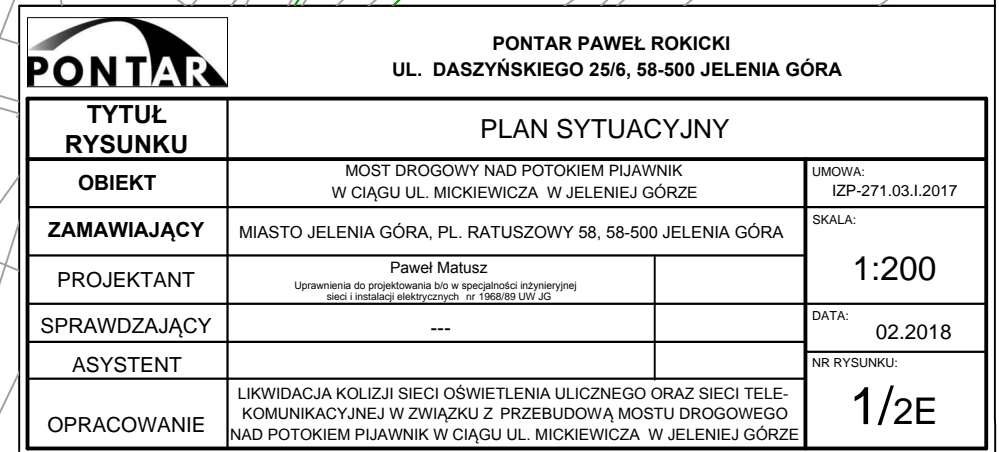 PONTAR
PONTAR PAWEŁ ROKICKI
UL. DASZYŃSKIEGO 25/6, 58-500 JELENIA GÓRA
TYTUŁ
RYSUNKU
PLAN SYTUACYJNY
OBIEKT
MOST DROGOWY NAD POTOKIEM PIJAWNIK
W CIĄGU UL. MICKIEWICZA W JELENIEJ GÓRZE
UMOWA:
IZP-271.03.I.2017
ZAMAWIAJĄCY
MIASTO JELENIA GÓRA, PL. RATUSZOWY 58, 58-500 JELENIA GÓRA
SKALA:
1:200
PROJEKTANT
Paweł Matusz
Uprawnienia do projektowania b/o w specjalności inżynieryjnej
sieci i instalacji elektrycznych nr 1968/89 UW JG
SPRAWDZAJĄCY
---
DATA:
02.2018
ASYSTENT
NR RYSUNKU:
1/2E
OPRACOWANIE
LIKWIDACJA KOLIZJI SIECI OŚWIETLENIA ULICZNEGO ORAZ SIECI TELE-
KOMUNIKACYJNEJ W ZWIĄZKU Z PRZEBUDOWĄ MOSTU DROGOWEGO
NAD POTOKIEM PIJAWNIK W CIĄGU UL. MICKIEWICZA W JELENIEJ GÓRZE